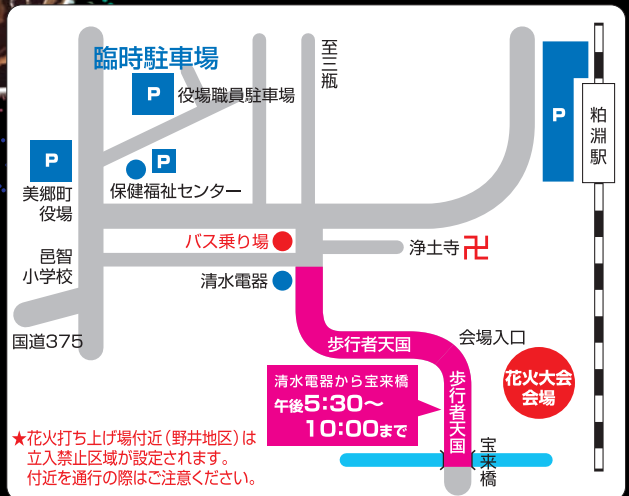 臨時駐車場
至三瓶
P
役場職員駐車場
P
粕淵駅
P
P
美郷町
役場
保健福祉センター
バス乗り場
浄土寺
卍
邑智
小学校
清水電器
国道375
歩行者天国
会場入口
清水電器から宝来橋
午後5:30〜
10:00まで
歩行者天国
花火大会
会場
宝来橋
★花火打ち上げ場付近(野井地区)は
立入禁止区域が設定されます。
付近を通行の際はご注意ください。